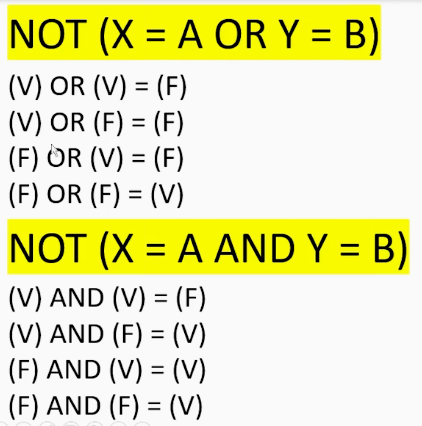 NOT (X = A OR Y = B)
(V) OR (V) = (F)
(V) OR (F) = (F)
(F) OR (V) = (F)
(F) OR (F) = (V)
NOT (X = A AND Y = B)
(V) AND (V) = (F)
(V) AND (F) = (V)
(F) AND (V) = (V)
(F) AND (F) = (V)